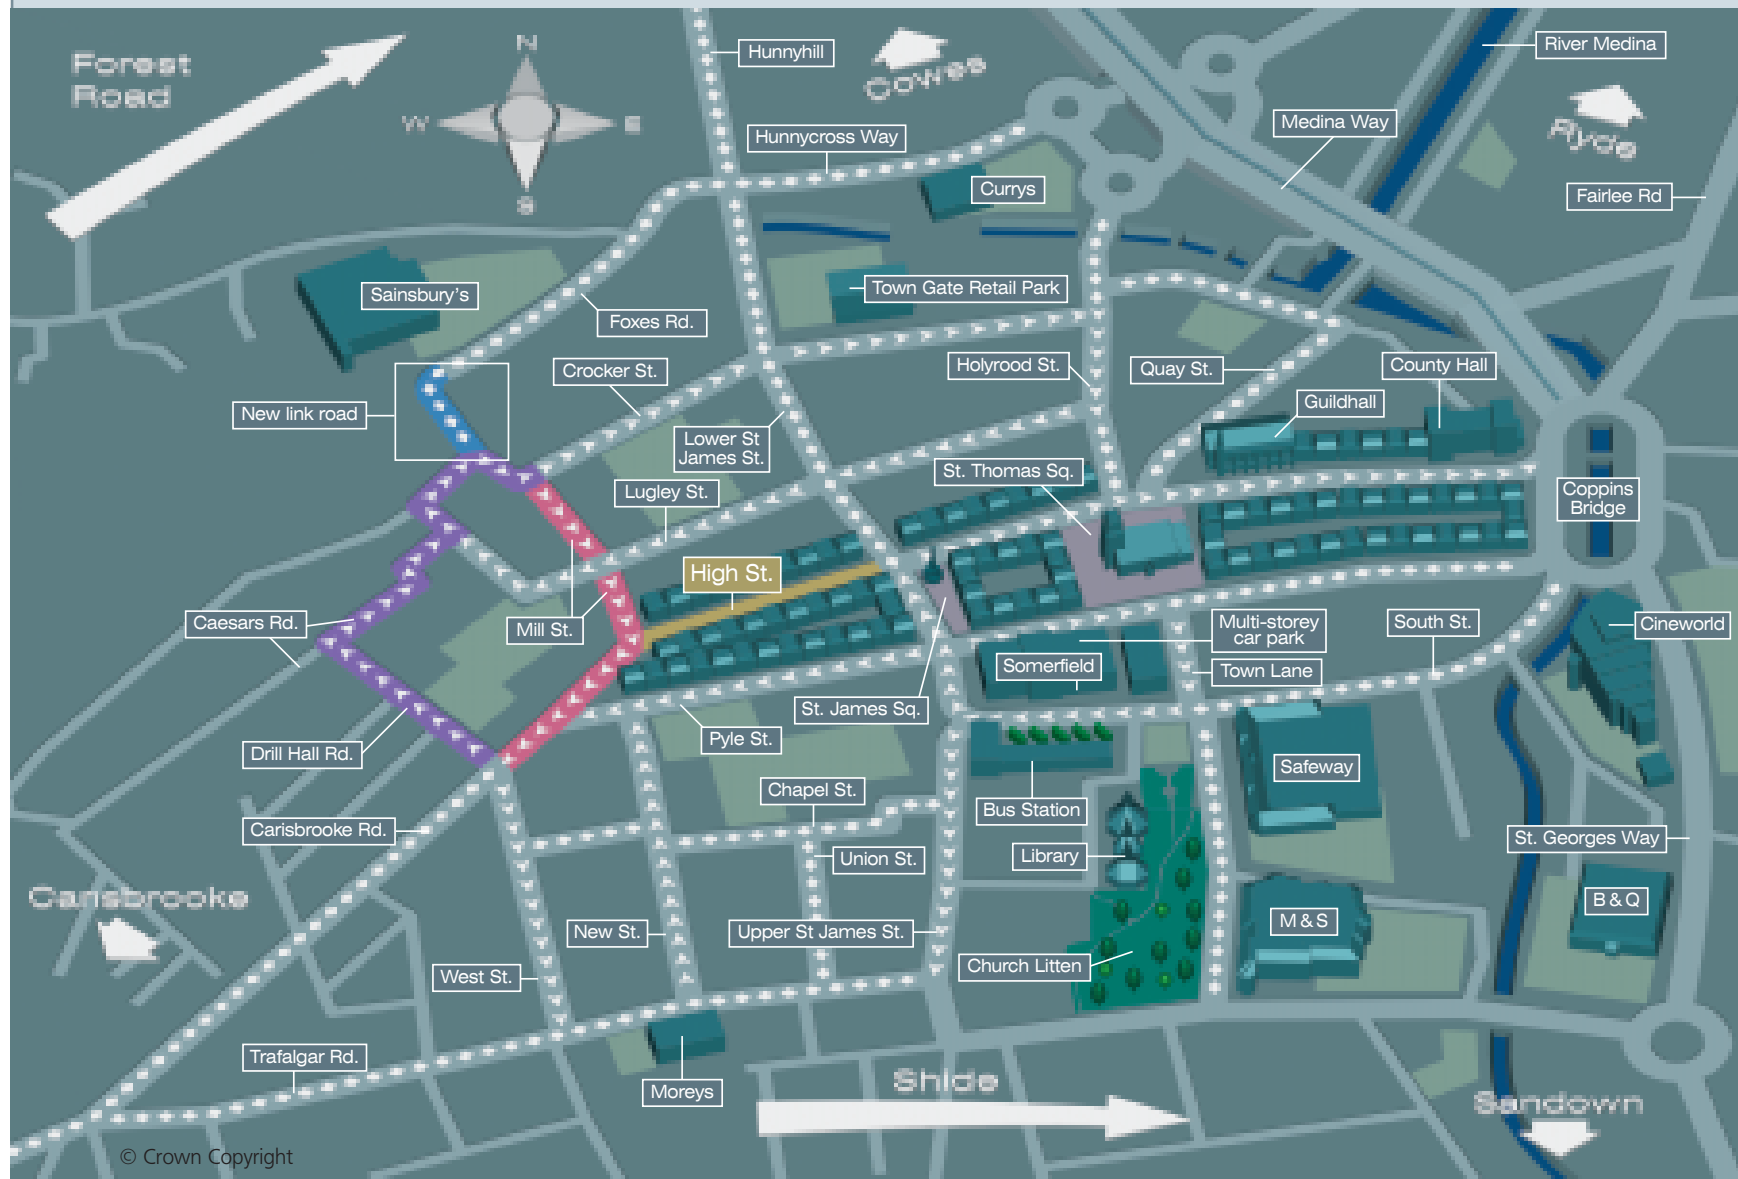 Forest
Road
N
W
E
S
Hunnyhill
Cowes
River Medina
Hunnycross Way
Medina Way
Ryde
Currys
Fairlee Rd
Sainsbury's
Town Gate Retail Park
Foxes Rd.
Crocker St.
Holyrood St.
Quay St.
County Hall
New link road
Guildhall
Lower St
James St.
St. Thomas Sq.
Lugley St.
Coppins
Bridge
High St.
Caesars Rd.
Mill St.
Multi-storey
car park
South St.
Cineworld
Somerfield
Town Lane
St. James Sq.
Drill Hall Rd.
Pyle St.
Safeway
Chapel St.
Bus Station
Carisbrooke Rd.
St. Georges Way
Union St.
Library
Carisbrooke
B & Q
M & S
New St.
Upper St James St.
Church Litten
West St.
Trafalgar Rd.
Moreys
Shide
Sandown
© Crown Copyright